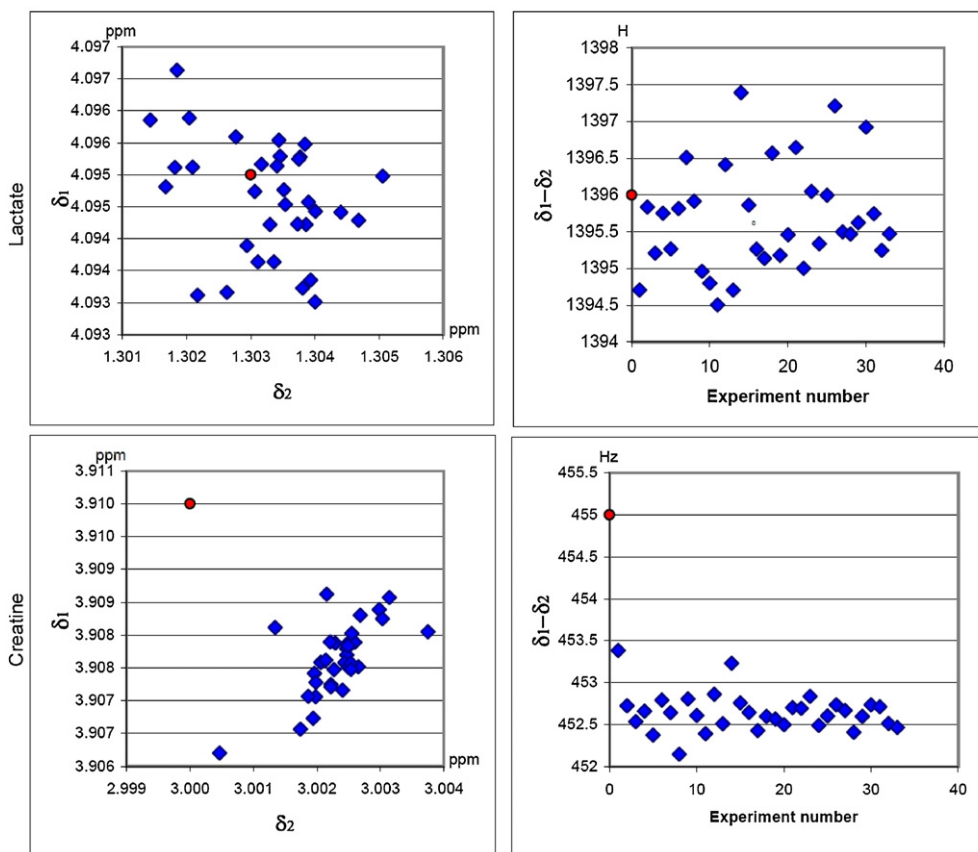 Lactate
ppm
δ1
4.097
4.097
4.096
4.096
4.095
4.095
4.094
4.094
4.093
4.093
ppm
1.301 1.302 1.303 1.304 1.305 1.306
δ2
H
δ1–δ2
1398
1397.5
1397
1396.5
1396
1395.5
1395
1394.5
1394
0 10 20 30 40
Experiment number
Creatine
ppm
δ1
3.911
3.910
3.910
3.909
3.909
3.908
3.908
3.907
3.907
3.906
ppm
2.999 3.000 3.001 3.002 3.003 3.004
δ2
Hz
δ1–δ2
455.5
455
454.5
454
453.5
453
452.5
452
0 10 20 30 40
Experiment number